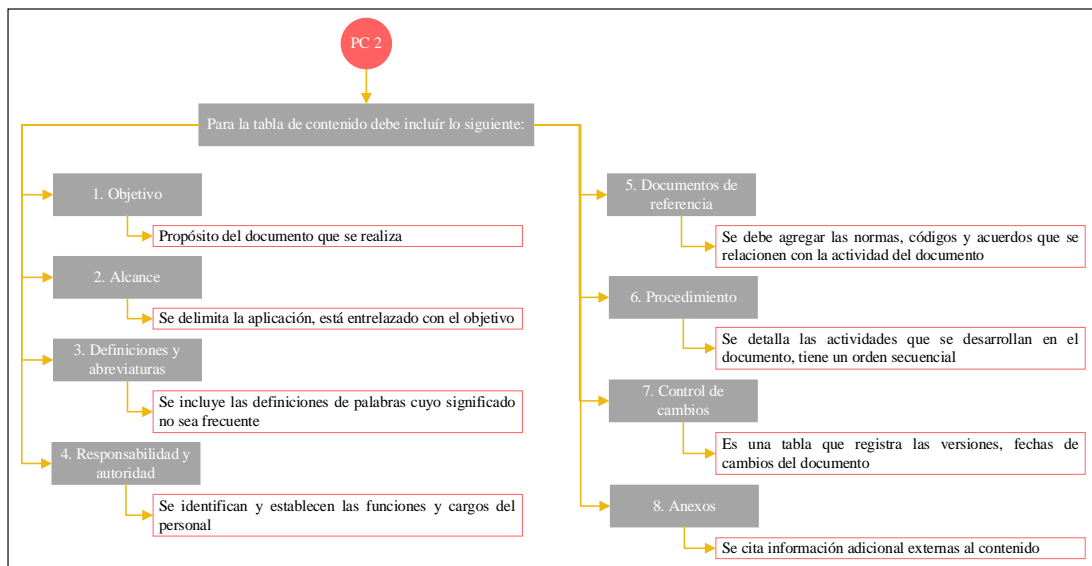 PC 2
Para la tabla de contenido debe incluír lo siguiente:
1. Objetivo
Propósito del documento que se realiza
2. Alcance
Se delimita la aplicación, está entrelazado con el objetivo
3. Definiciones y
abreviaturas
Se incluye las definiciones de palabras cuyo significado
no sea frecuente
4. Responsabilidad y
autoridad
Se identifican y establecen las funciones y cargos del
personal
5. Documentos de
referencia
Se debe agregar las normas, códigos y acuerdos que se
relacionen con la actividad del documento
6. Procedimiento
Se detalla las actividades que se desarrollan en el
documento, tiene un orden secuencial
7. Control de
cambios
Es una tabla que registra las versiones, fechas de
cambios del documento
8. Anexos
Se cita información adicional externas al contenido